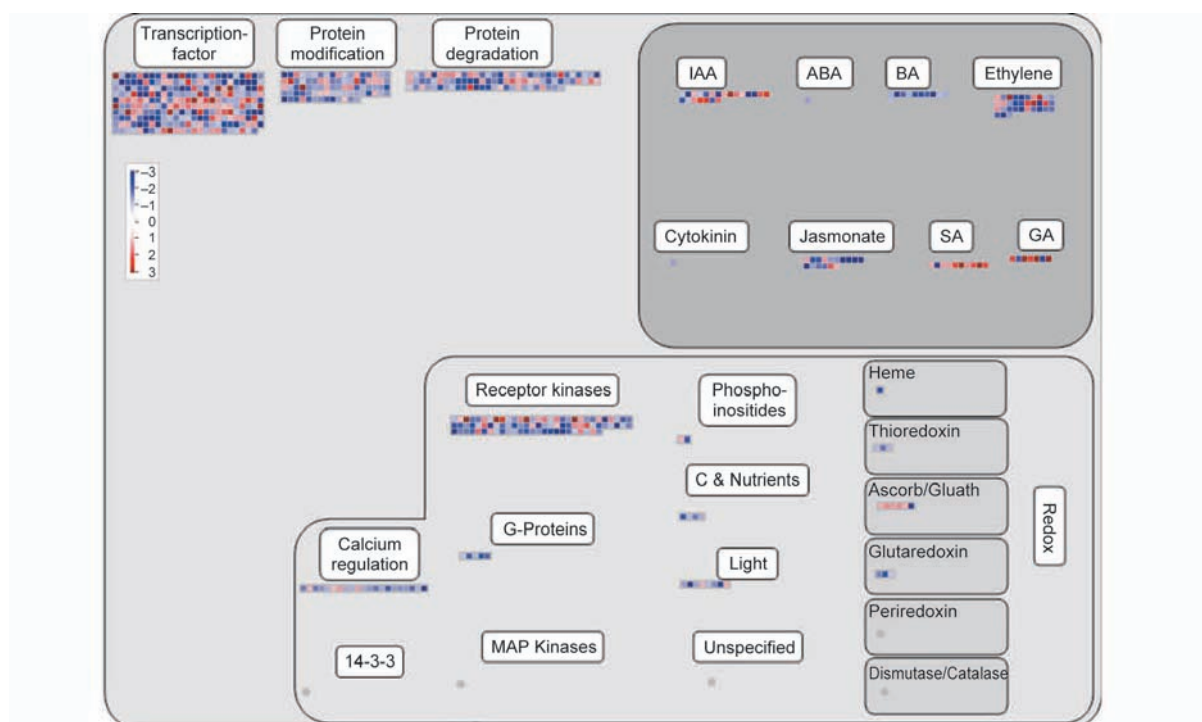 Transcription-
factor
Protein
modification
Protein
degradation
IAA
ABA
BA
Ethylene
–3
–2
–1
0
1
2
3
Cytokinin
Jasmonate
SA
GA
Receptor kinases
Phospho-
inositides
Heme
Thioredoxin
C & Nutrients
Ascorb/Gluath
Redox
G-Proteins
Calcium
regulation
Light
Glutaredoxin
Periredoxin
14-3-3
MAP Kinases
Unspecified
Dismutase/Catalase